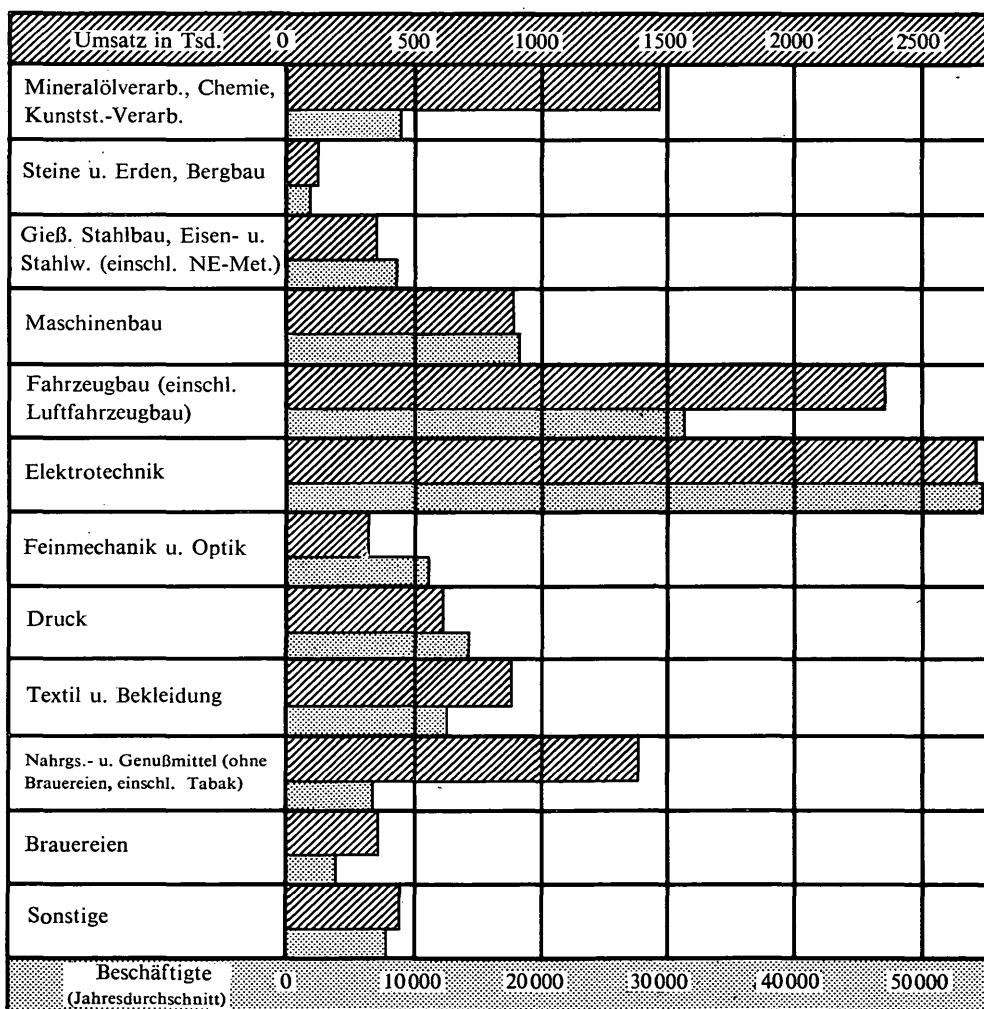 Umsatz in Tsd. 0 500 1000 1500 2000 2500
Mineralölverarb., Chemie,
Kunstst.-Verarb.
Steine u. Erden, Bergbau
Gieß. Stahlbau, Eisen- u.
Stahlw. (einschl. NE-Met.)
Maschinenbau
Fahrzeugbau (einschl.
Luftfahrzeugbau)
Elektrotechnik
Feinmechanik u. Optik
Druck
Textil u. Bekleidung
Nahrgs.- u. Genußmittel (ohne
Brauereien, einschl. Tabak)
Brauereien
Sonstige
Beschäftigte
(Jahresdurchschnitt)
0 10000 20000 30000 40000 50000